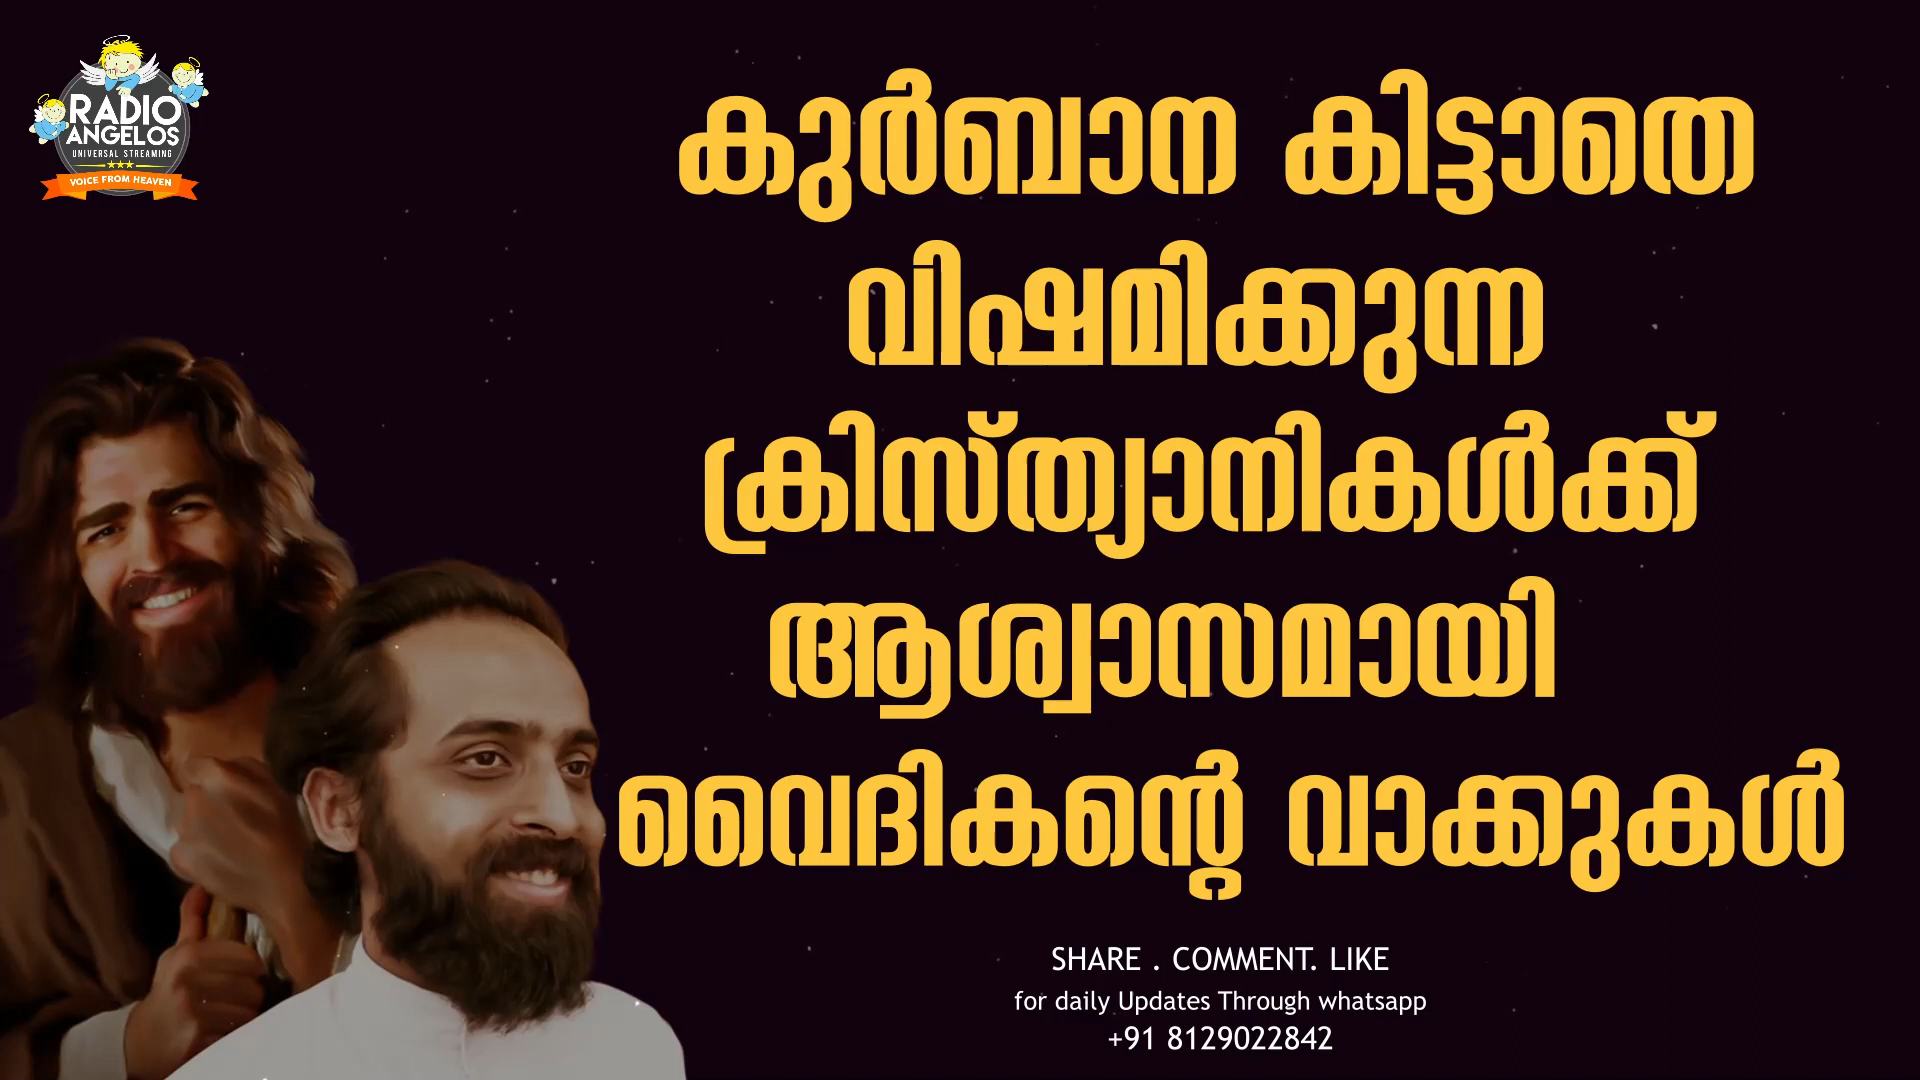 RADIO
ANGELOS
UNIVERSAL STREAMING
VOICE FROM HEAVEN
കുർബാന കിട്ടാതെ
വിഷമിക്കുന്ന
ക്രിസ്ത്യാനികൾക്ക്
ആശ്വാസമായി
വൈദികന്റെ വാക്കുകൾ
SHARE . COMMENT. LIKE
for daily Updates Through whatsapp
+91 8129022842